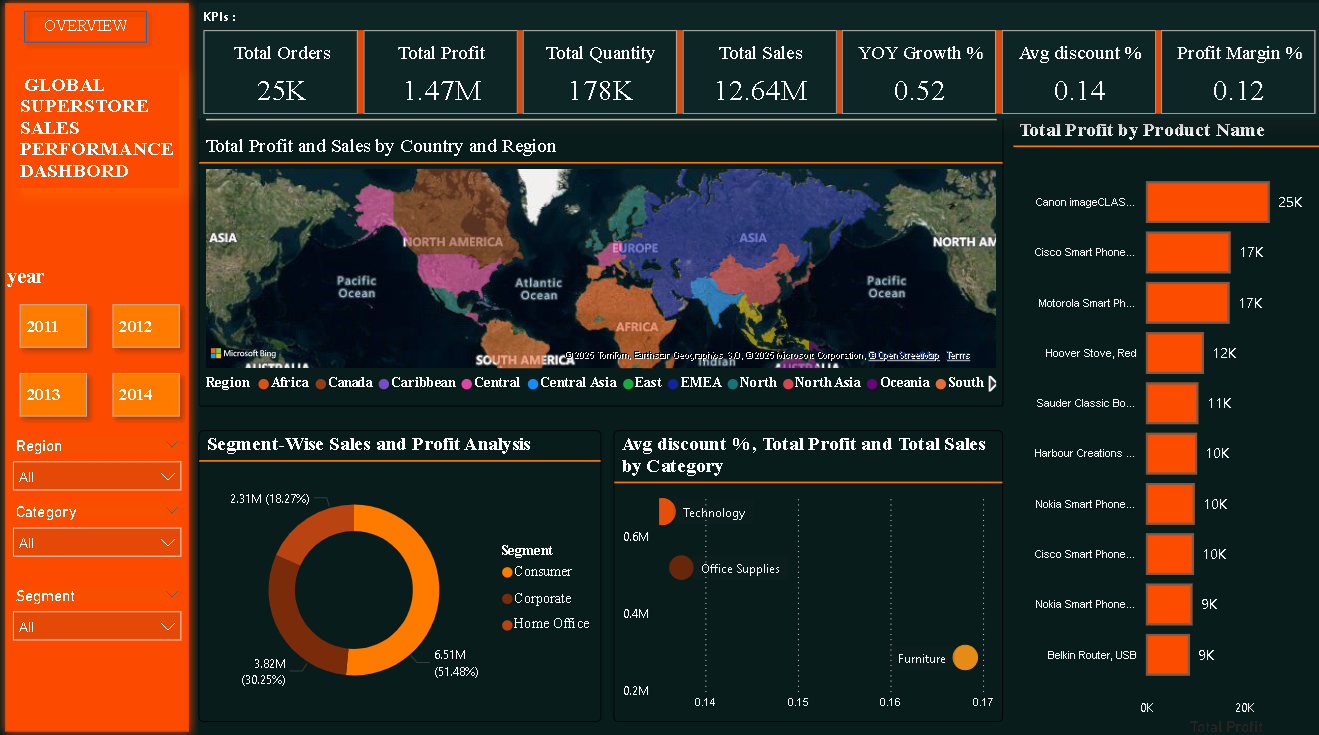 OVERVIEW
GLOBAL
SUPERSTORE
SALES
PERFORMANCE
DASHBORD
year
2011
2012
2013
2014
Region
All
Category
All
Segment
All
KPIs :
Total Orders
25K
Total Profit
1.47M
Total Quantity
178K
Total Sales
12.64M
YOY Growth %
0.52
Avg discount %
0.14
Profit Margin %
0.12
Total Profit and Sales by Country and Region
ASIA
NORTH AMERICA
EUROPE
ASIA
NORTH AM
Pacific
Ocean
Atlantic
Ocean
Pacific
Ocean
AFRICA
SOUTH AMERICA
Indian
AUSTRALIA
Microsoft Bing
© 2025 TomTom, Earthstar Geographics SIO, © 2025 Microsoft Corporation, © OpenStreetMap Terms
Region Africa Canada Caribbean Central Central Asia East EMEA North North Asia Oceania South
Segment-Wise Sales and Profit Analysis
2.31M (18.27%)
3.82M
(30.25%)
6.51M
(51.48%)
Segment
Consumer
Corporate
Home Office
Avg discount %, Total Profit and Total Sales
by Category
Technology
0.6M
Office Supplies
0.4M
Furniture
0.2M
0.14 0.15 0.16 0.17
Total Profit by Product Name
Canon imageCLAS... 25K
Cisco Smart Phone... 17K
Motorola Smart Ph... 17K
Hoover Stove, Red 12K
Sauder Classic Bo... 11K
Harbour Creations ... 10K
Nokia Smart Phone... 10K
Cisco Smart Phone... 10K
Nokia Smart Phone... 9K
Belkin Router, USB 9K
0K 20K
Total Profit